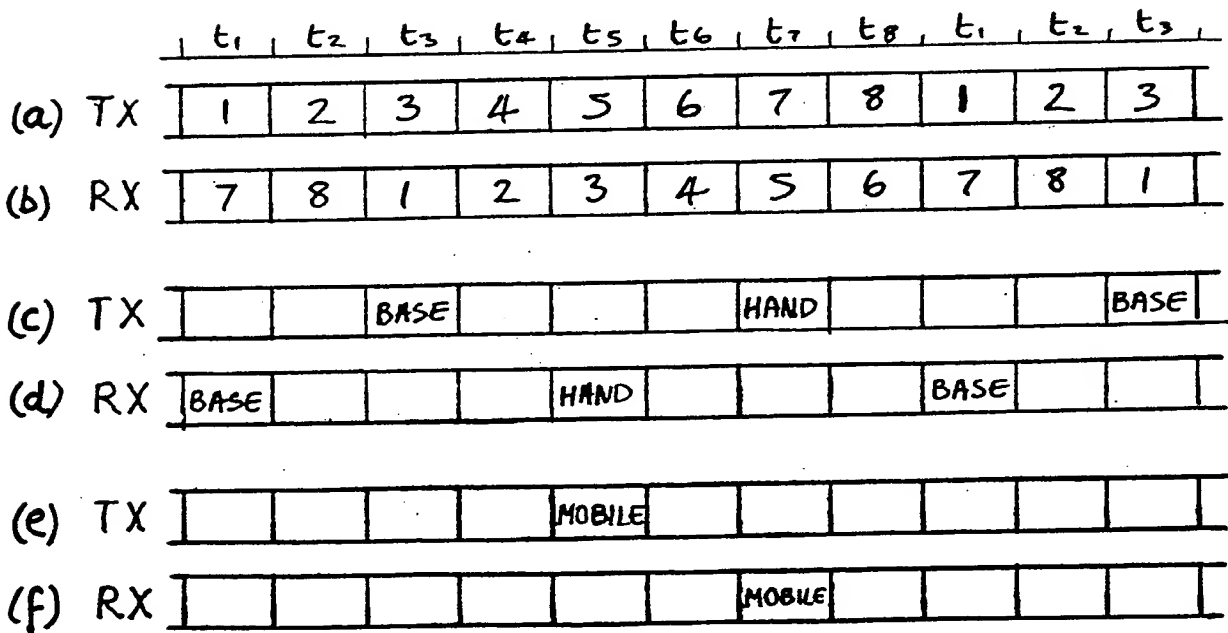 t₁ t₂ t₃ t₄ t₅ t₆ t₇ t₈ t₁ t₂ t₃
(a) TX 1 2 3 4 5 6 7 8 1 2 3
(b) RX 7 8 1 2 3 4 5 6 7 8 1
(c) TX BASE HAND BASE
(d) RX BASE HAND BASE
(e) TX MOBILE
(f) RX MOBILE